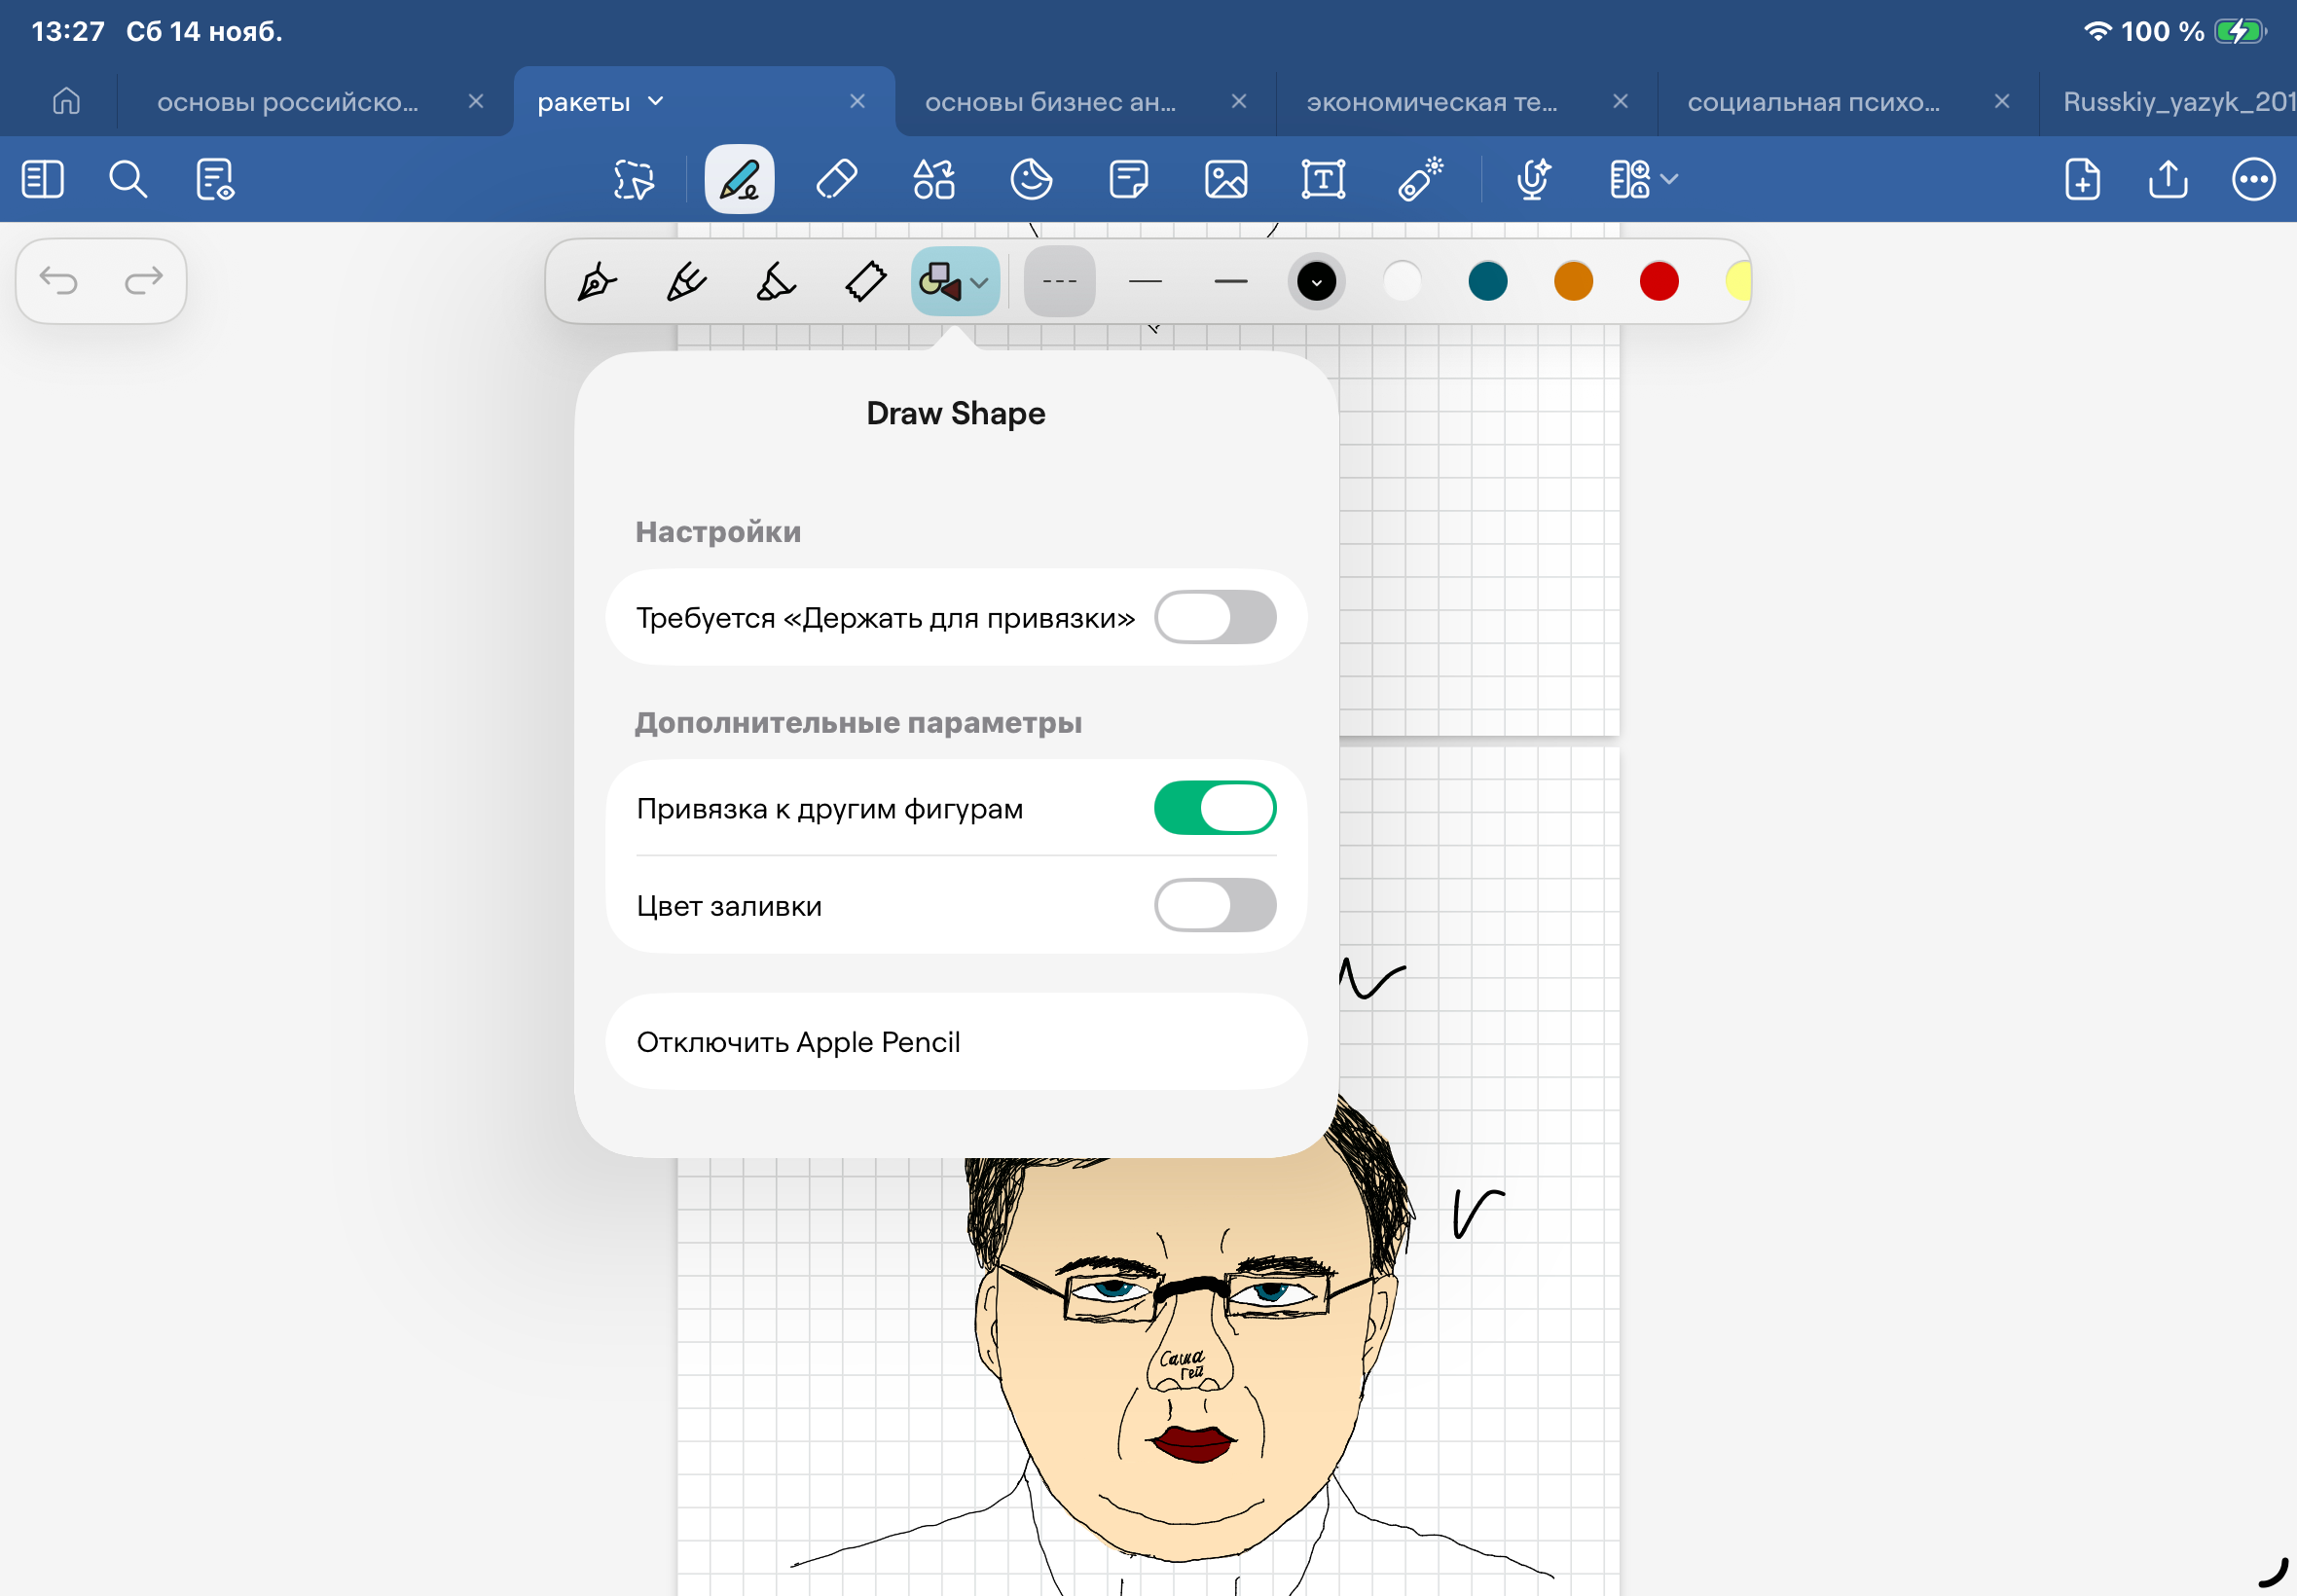 13:27 Сб 14 нояб. 100 %
основы российско... ракеты основы бизнес ан... экономическая те... социальная психо... Russkiy_yazyk_201
Draw Shape
Настройки
Требуется «Держать для привязки»
Дополнительные параметры
Привязка к другим фигурам
Цвет заливки
Отключить Apple Pencil
Саша
гей